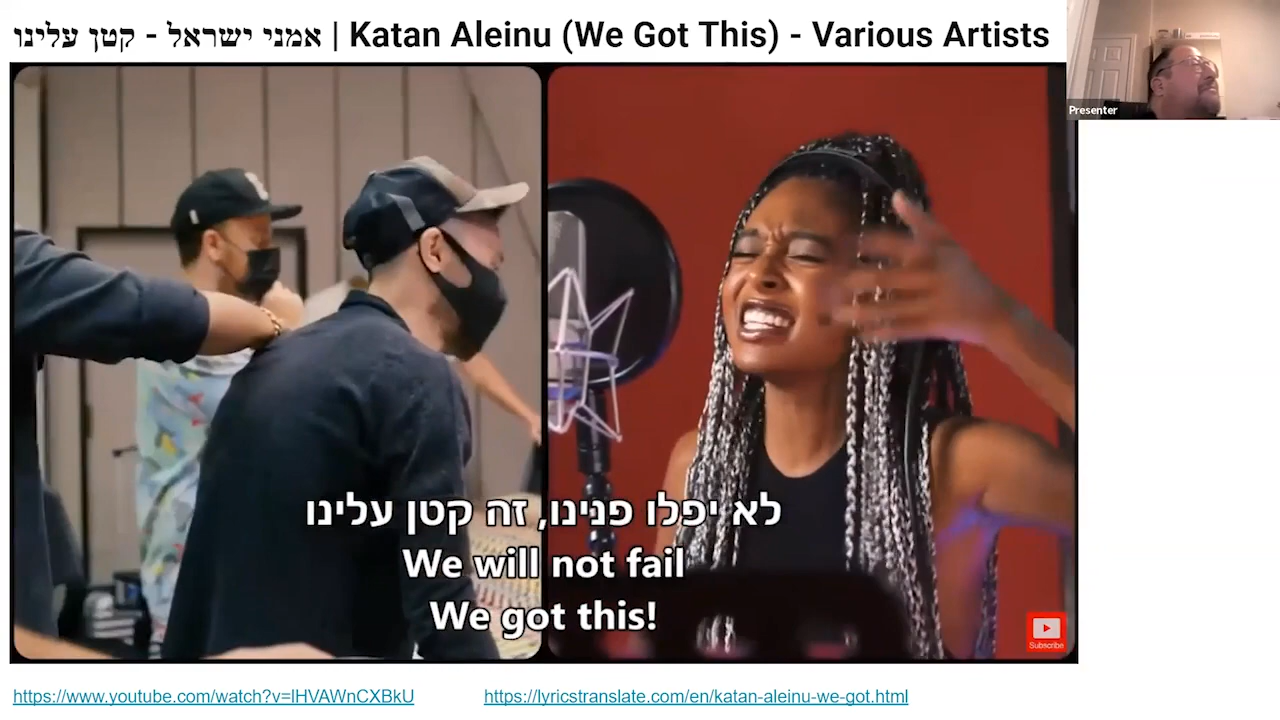 אמני ישראל - קטן עלינו | Katan Aleinu (We Got This) - Various Artists
Presenter
לא יפלו פנינו, זה קטן עלינו
We will not fail
We got this!
Subscribe
https://www.youtube.com/watch?v=lHVAWnCXBkU
https://lyricstranslate.com/en/katan-aleinu-we-got.html